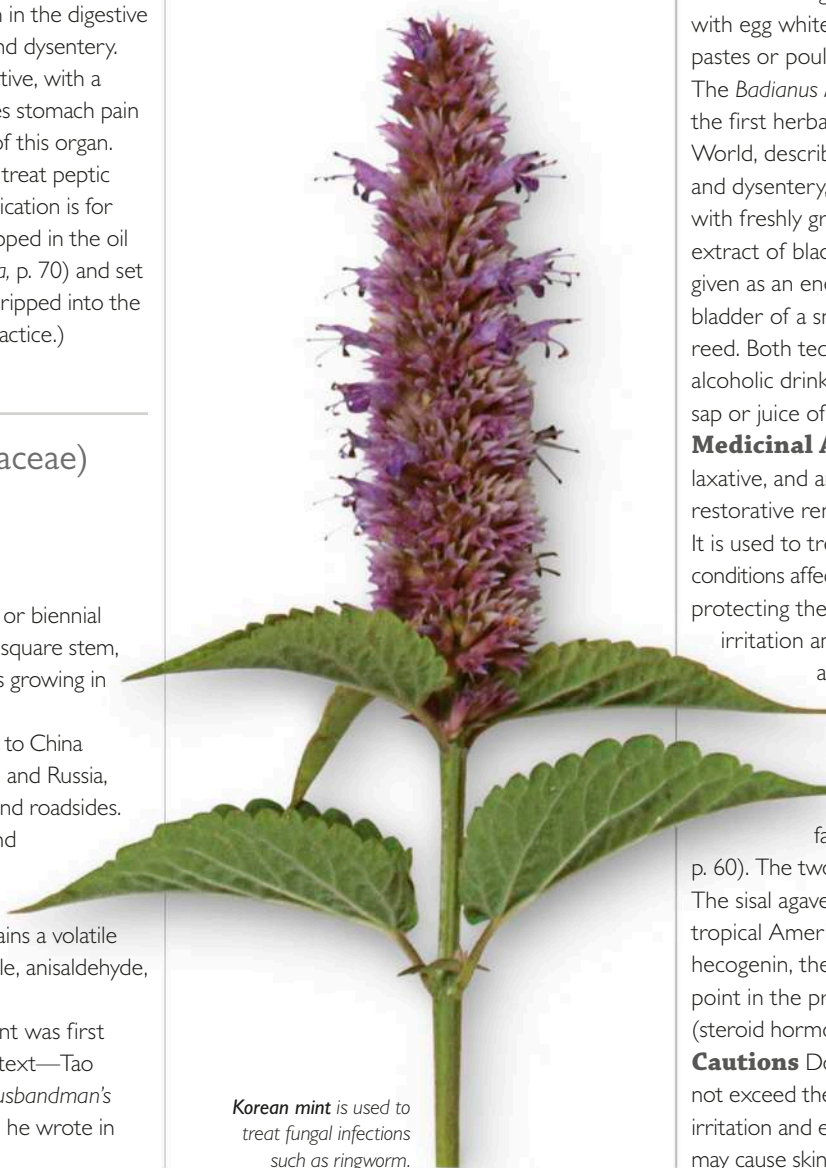 in the digestive
nd dysentery.
tive, with a
es stomach pain
of this organ.
treat peptic
ication is for
pped in the oil
a, p. 70) and set
ripped into the
actice.)
aceae)
or biennial
square stem,
s growing in
to China
and Russia,
nd roadsides.
nd
ains a volatile
le, anisaldehyde,
nt was first
text—Tao
usbandman's
he wrote in
Korean mint is used to
treat fungal infections
such as ringworm.
with egg white
pastes or poul
The Badianus
the first herba
World, describ
and dysentery,
with freshly gr
extract of blac
given as an ene
bladder of a sn
reed. Both tec
alcoholic drink
sap or juice of
Medicinal A
laxative, and a
restorative ren
It is used to tre
conditions affec
protecting the
irritation an
a
fa
p. 60). The two
The sisal agave
tropical Amer
hecogenin, the
point in the pr
(steroid hormo
Cautions Do
not exceed the
irritation and e
may cause skin